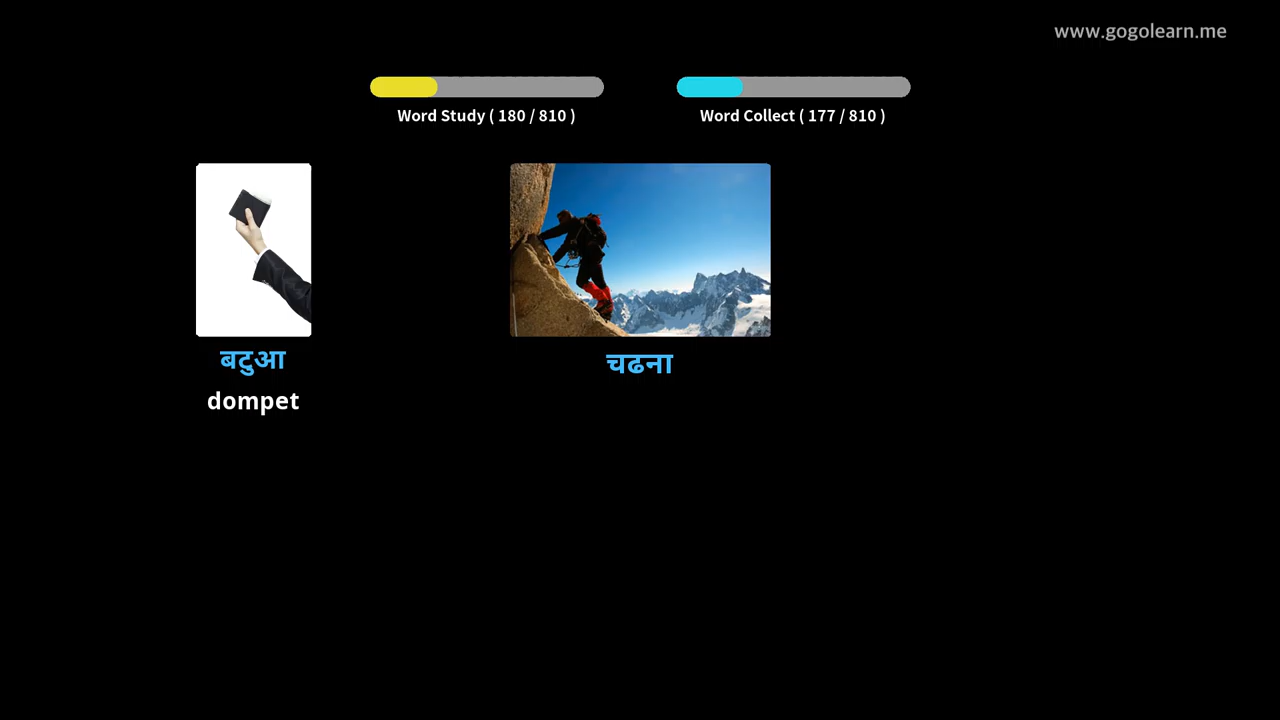 www.gogolearn.me
Word Study ( 180 / 810 )
Word Collect ( 177 / 810 )
बटुआ
dompet
चढना